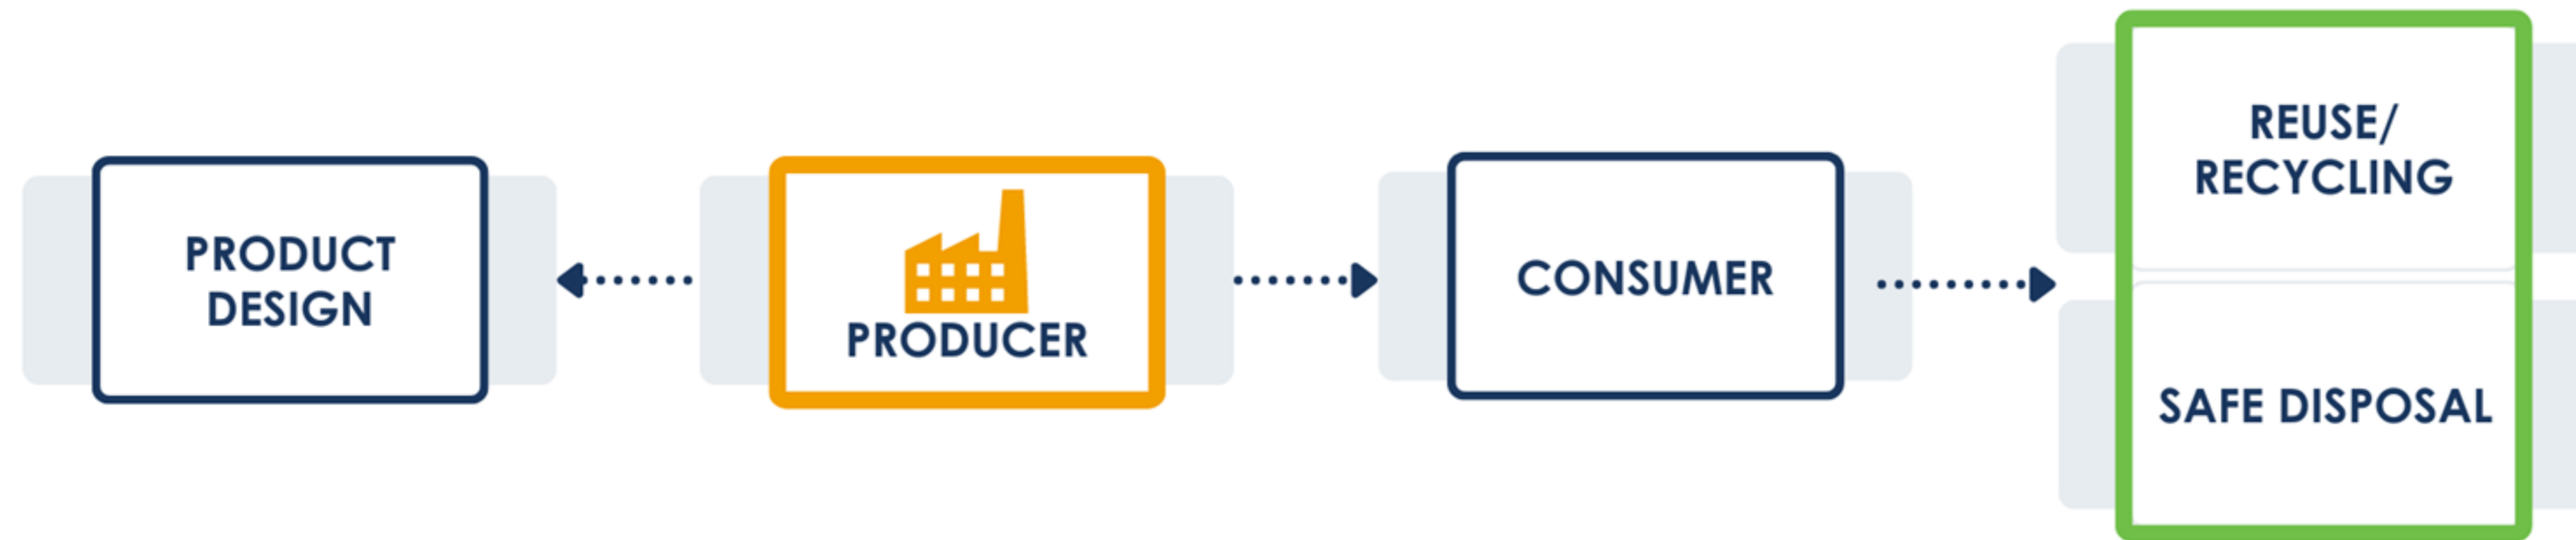 PRODUCT
DESIGN
PRODUCER
CONSUMER
REUSE/
RECYCLING
SAFE DISPOSAL